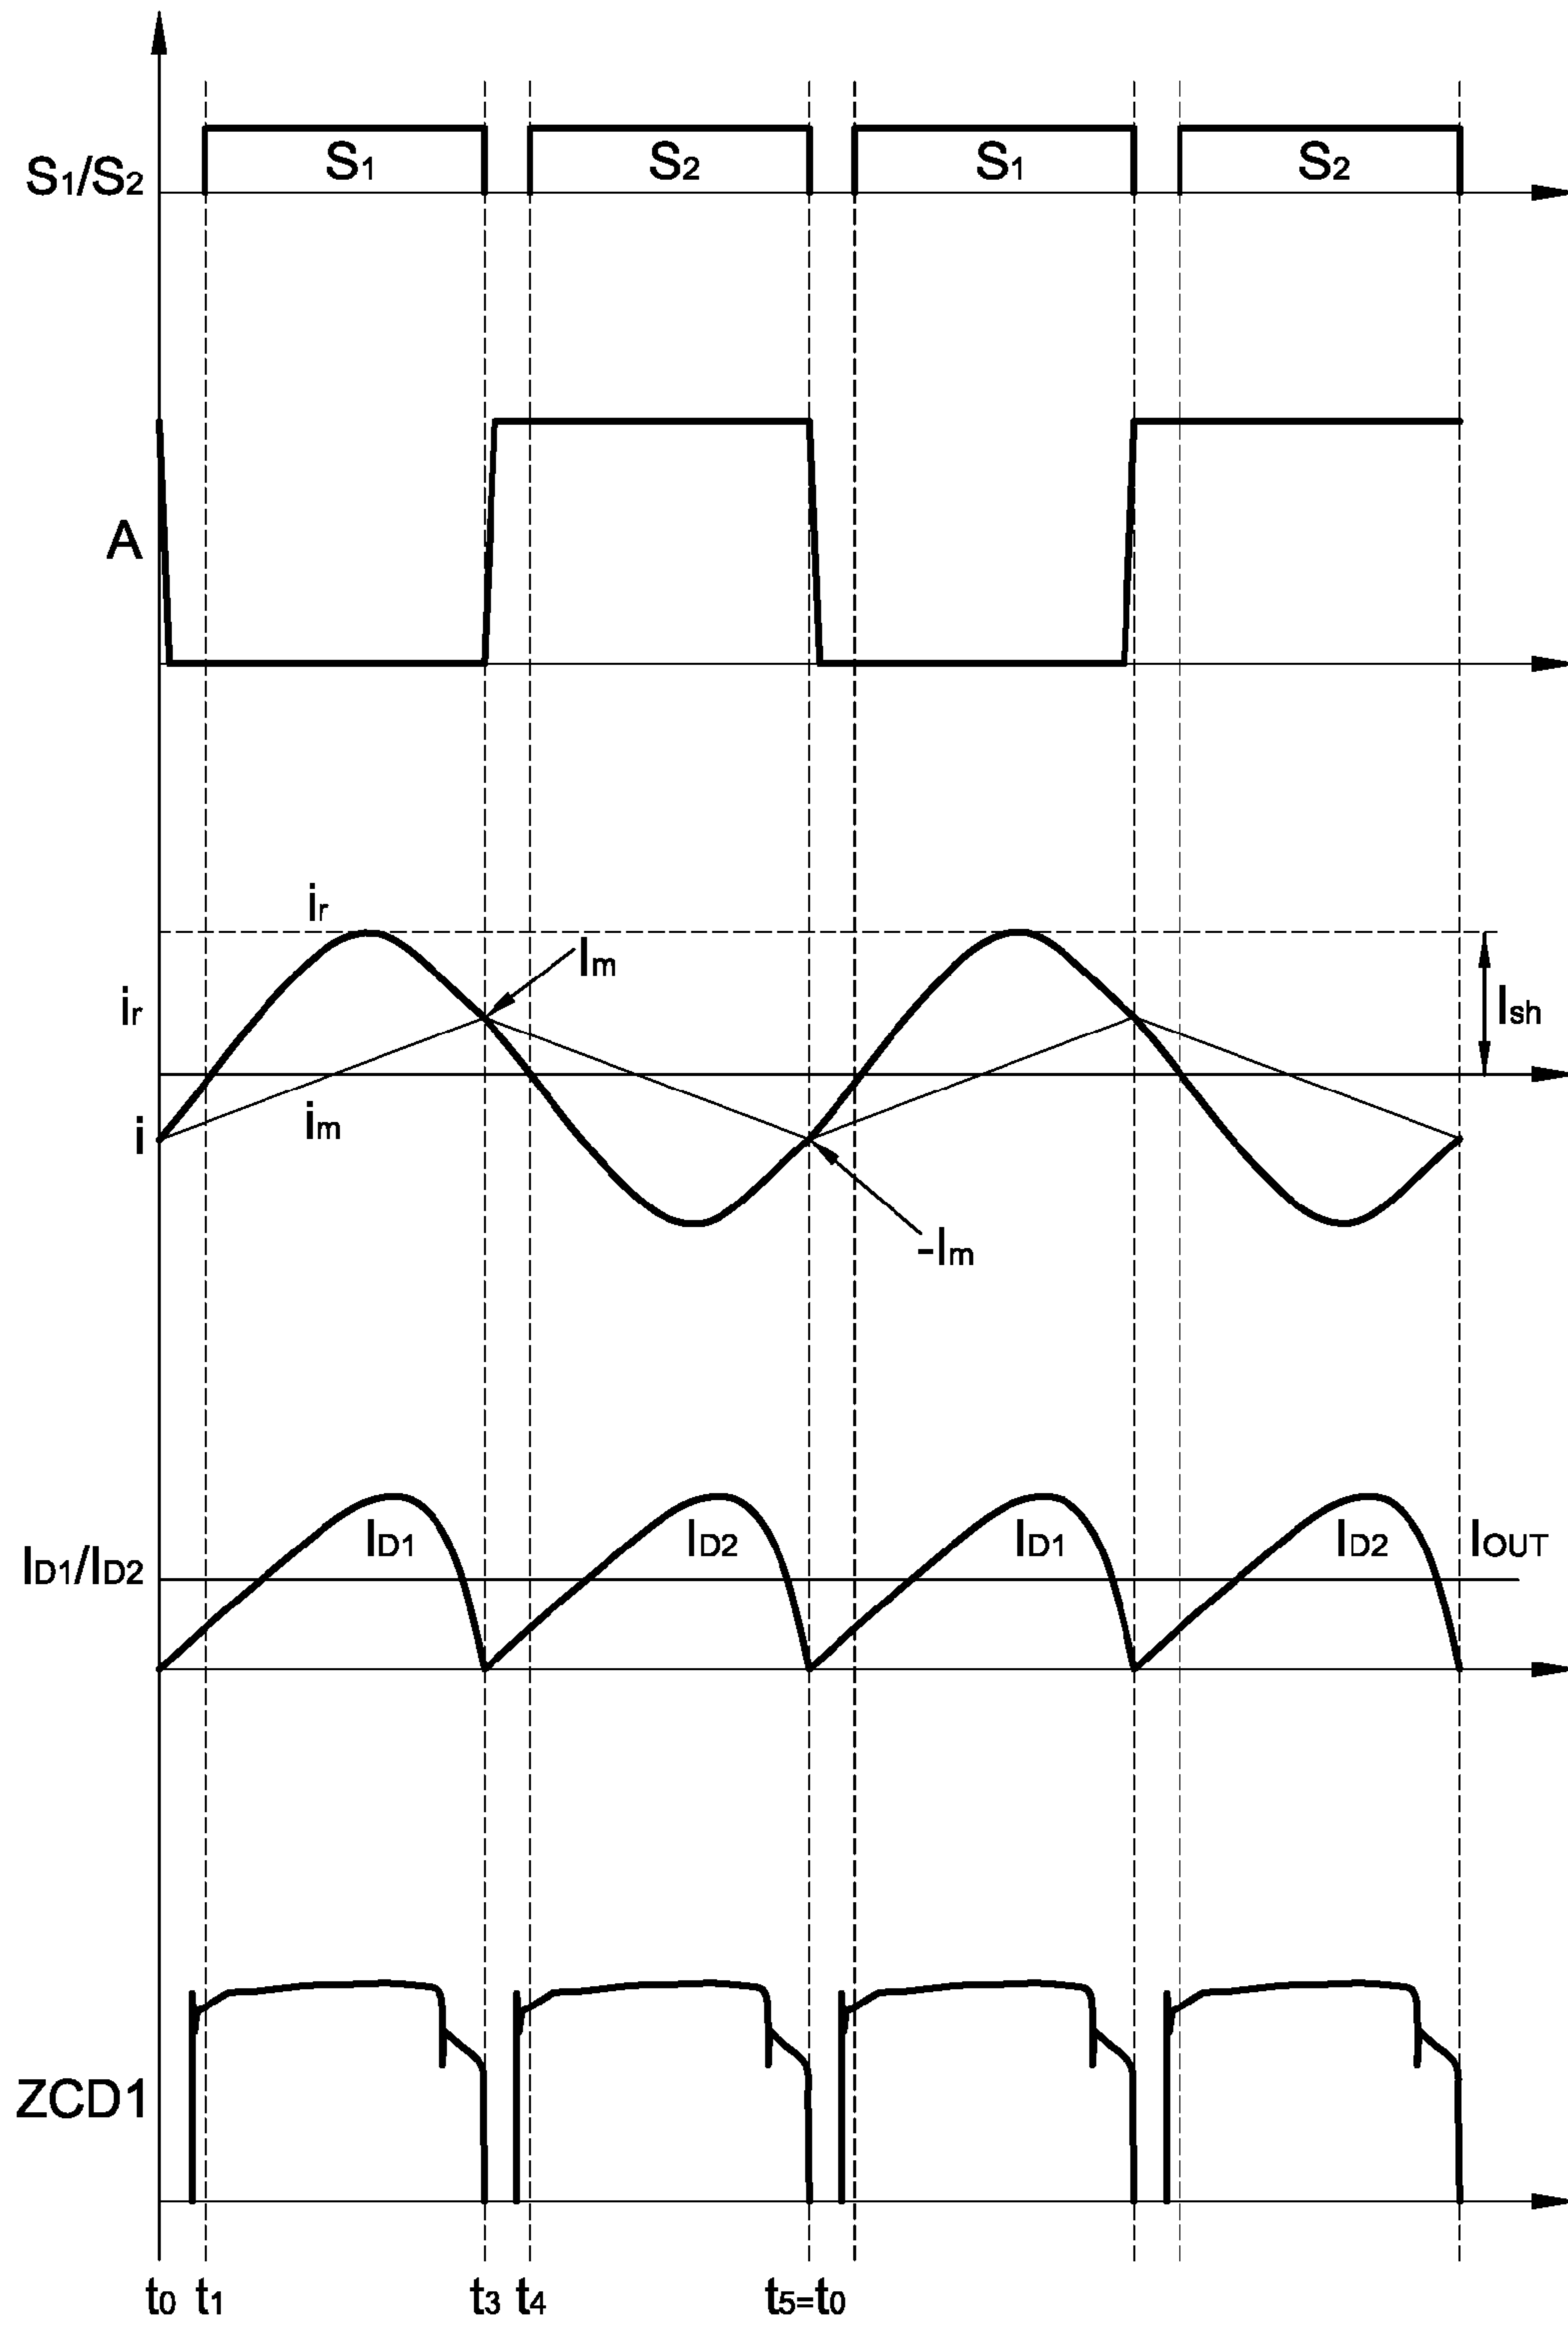 S1/S2
S1
S2
S1
S2
A
ir
Im
ir
Ish
im
i
-Im
ID1/ID2
ID1
ID2
ID1
ID2
IOUT
ZCD1
t0 t1 t3 t4 t5=t0